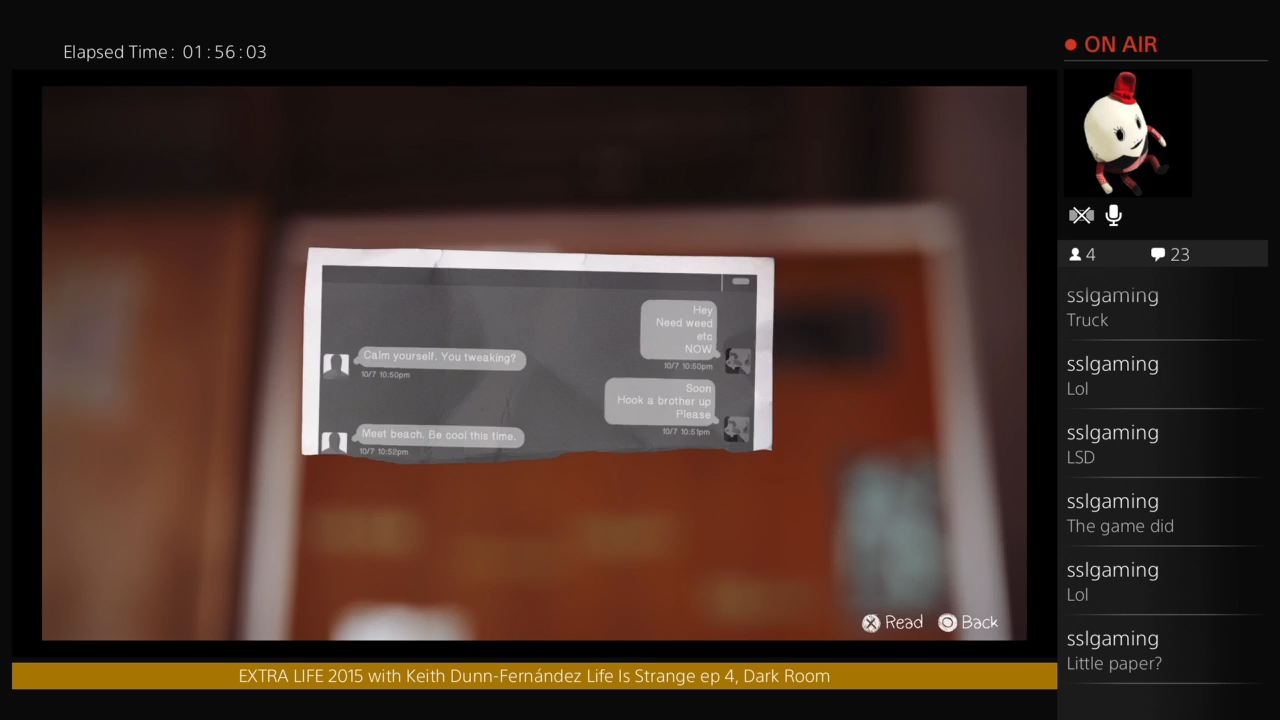 Elapsed Time: 01:56:03
ON AIR
4
23
Hey
Need weed
etc
NOW
10/7 10:50pm
Calm yourself. You tweaking?
10/7 10:50pm
Soon
Hook a brother up
Please
10/7 10:51pm
Meet beach. Be cool this time.
10/7 10:52pm
Read
Back
sslgaming
Truck
sslgaming
Lol
sslgaming
LSD
sslgaming
The game did
sslgaming
Lol
sslgaming
Little paper?
EXTRA LIFE 2015 with Keith Dunn-Fernández Life Is Strange ep 4, Dark Room